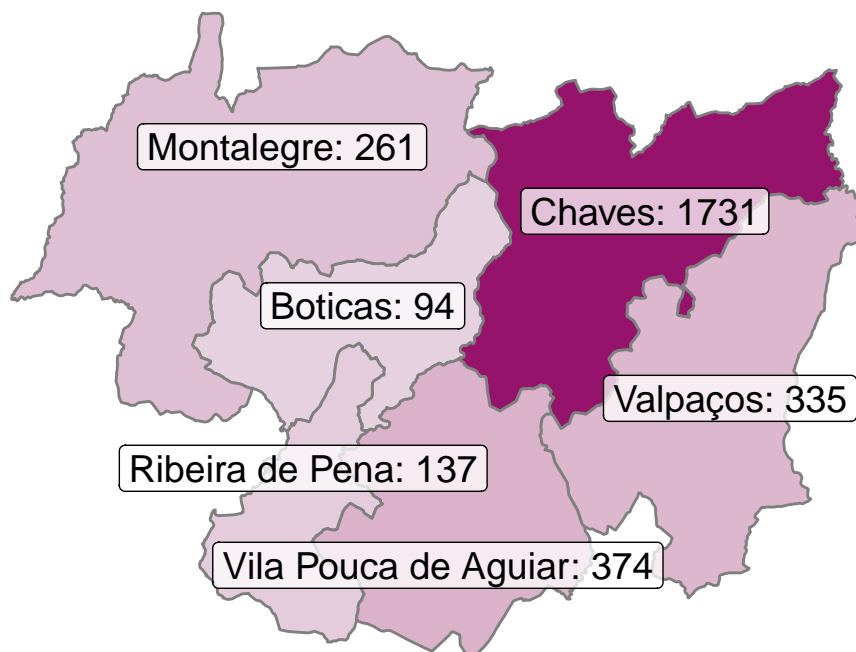 Montalegre: 261
Chaves: 1731
Boticas: 94
Valpaços: 335
Ribeira de Pena: 137
Vila Pouca de Aguiar: 374